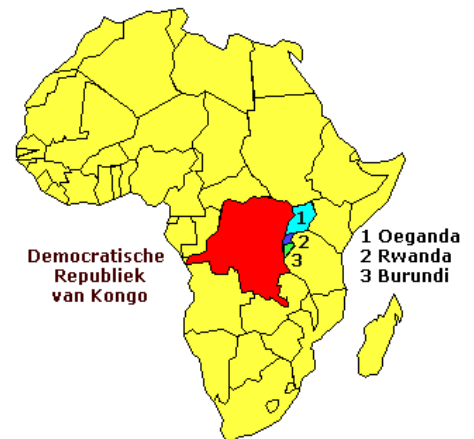 1
2
3
Democratische
Republiek
van Kongo
1 Oeganda
2 Rwanda
3 Burundi